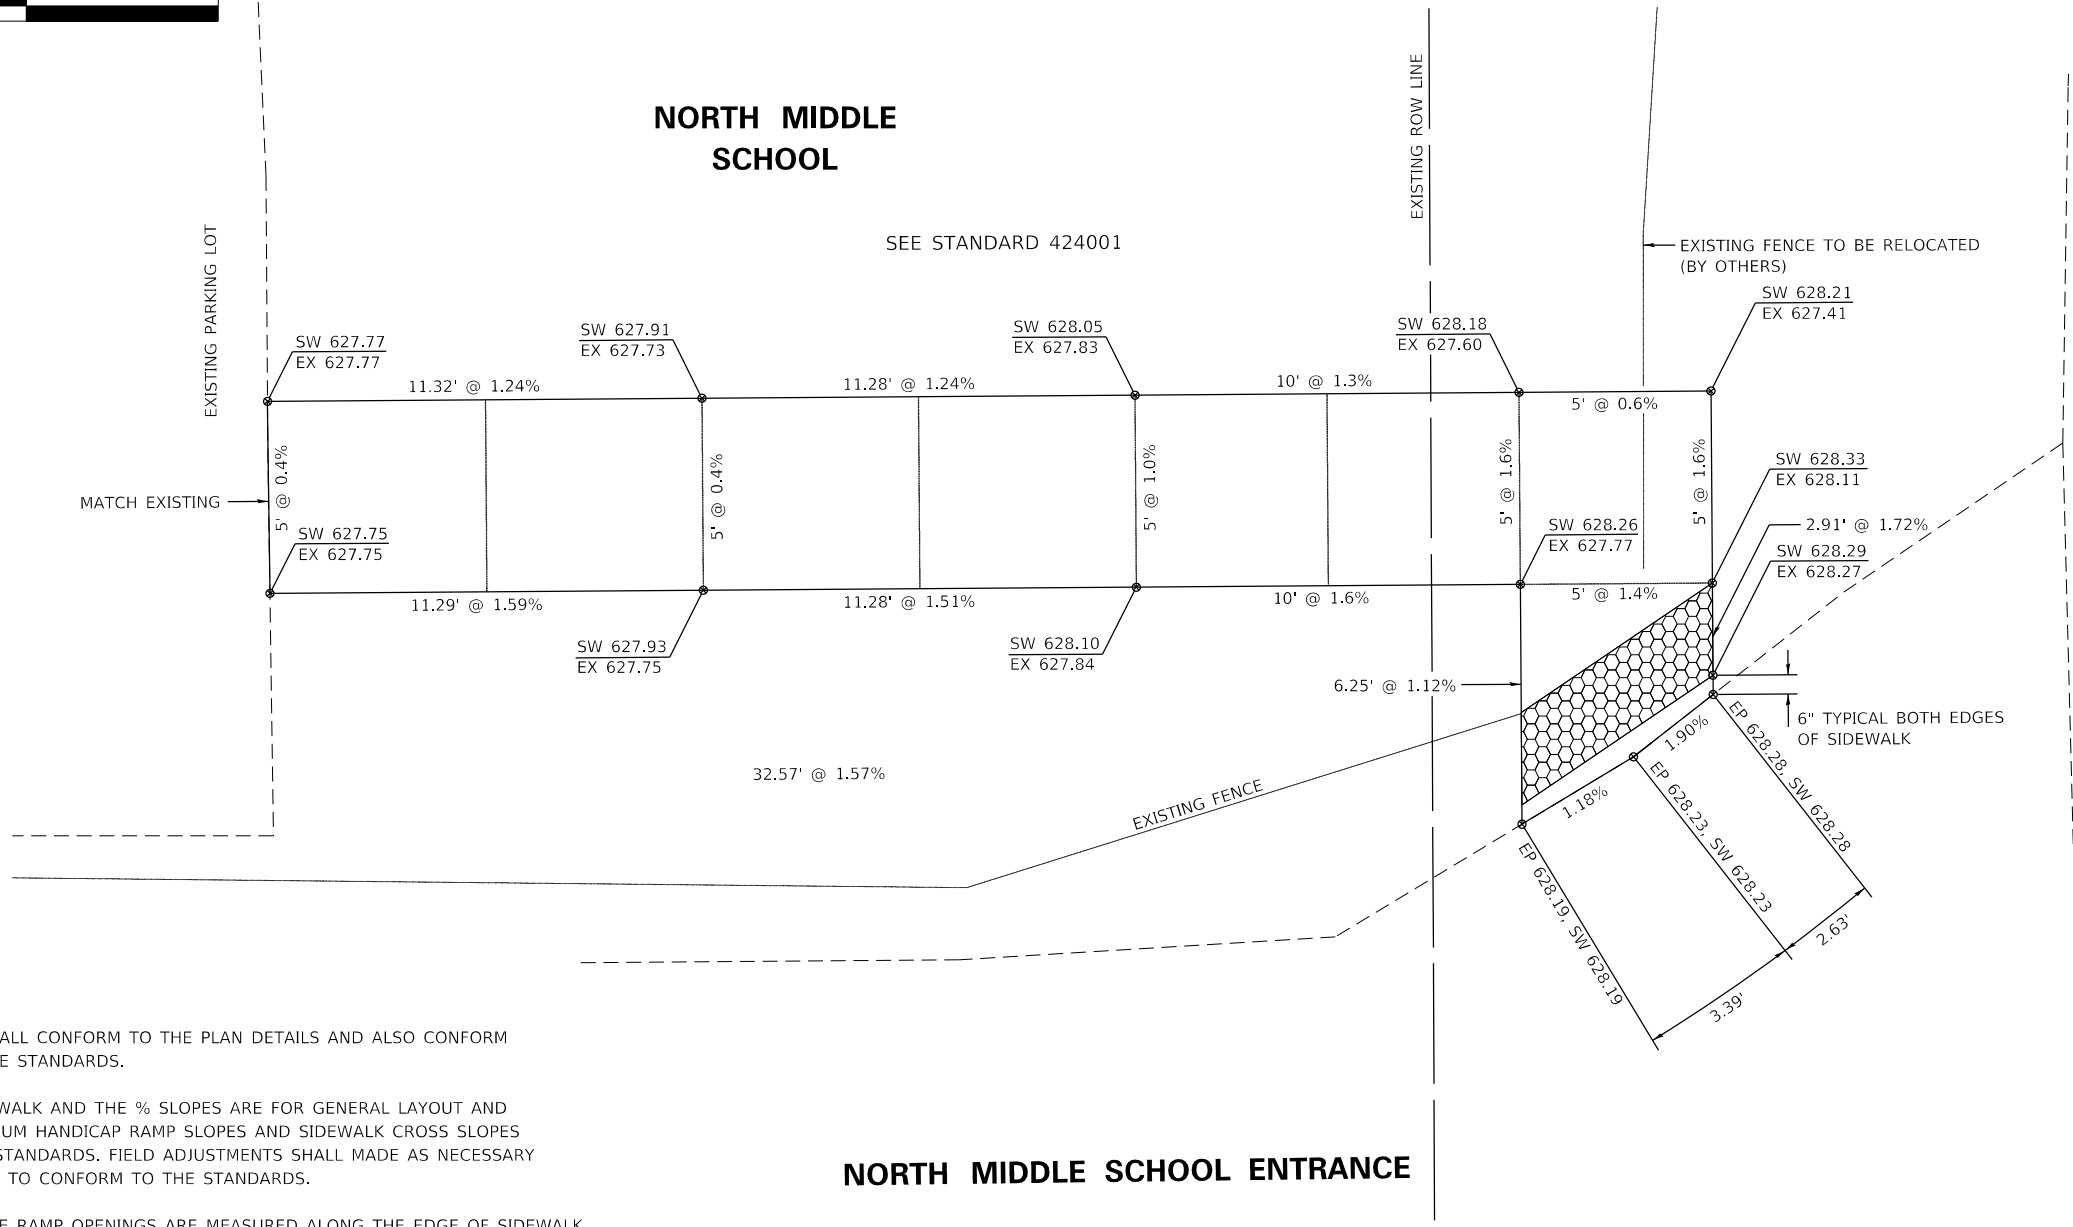 NORTH MIDDLE
SCHOOL
EXISTING ROW LINE
SEE STANDARD 424001
EXISTING PARKING LOT
EXISTING FENCE TO BE RELOCATED
(BY OTHERS)
SW 628.21
EX 627.41
SW 628.18
EX 627.60
SW 628.05
EX 627.83
SW 627.91
EX 627.73
SW 627.77
EX 627.77
11.32' @ 1.24%
11.28' @ 1.24%
10' @ 1.3%
5' @ 0.6%
5' @ 0.4%
5' @ 0.4%
5' @ 1.0%
5' @ 1.6%
5' @ 1.6%
SW 628.33
EX 628.11
MATCH EXISTING
SW 627.75
EX 627.75
SW 628.26
EX 627.77
2.91' @ 1.72%
SW 628.29
EX 628.27
11.29' @ 1.59%
11.28' @ 1.51%
10' @ 1.6%
5' @ 1.4%
SW 627.93
EX 627.75
SW 628.10
EX 627.84
6.25' @ 1.12%
6" TYPICAL BOTH EDGES
OF SIDEWALK
1.90%
1.18%
32.57' @ 1.57%
EXISTING FENCE
EP 628.28, SW 628.28
EP 628.23, SW 628.23
EP 628.19, SW 628.19
2.63'
3.39'
ALL CONFORM TO THE PLAN DETAILS AND ALSO CONFORM
E STANDARDS.
WALK AND THE % SLOPES ARE FOR GENERAL LAYOUT AND
UM HANDICAP RAMP SLOPES AND SIDEWALK CROSS SLOPES
STANDARDS. FIELD ADJUSTMENTS SHALL MADE AS NECESSARY
TO CONFORM TO THE STANDARDS.
E RAMP OPENINGS ARE MEASURED ALONG THE EDGE OF SIDEWALK
NORTH MIDDLE SCHOOL ENTRANCE